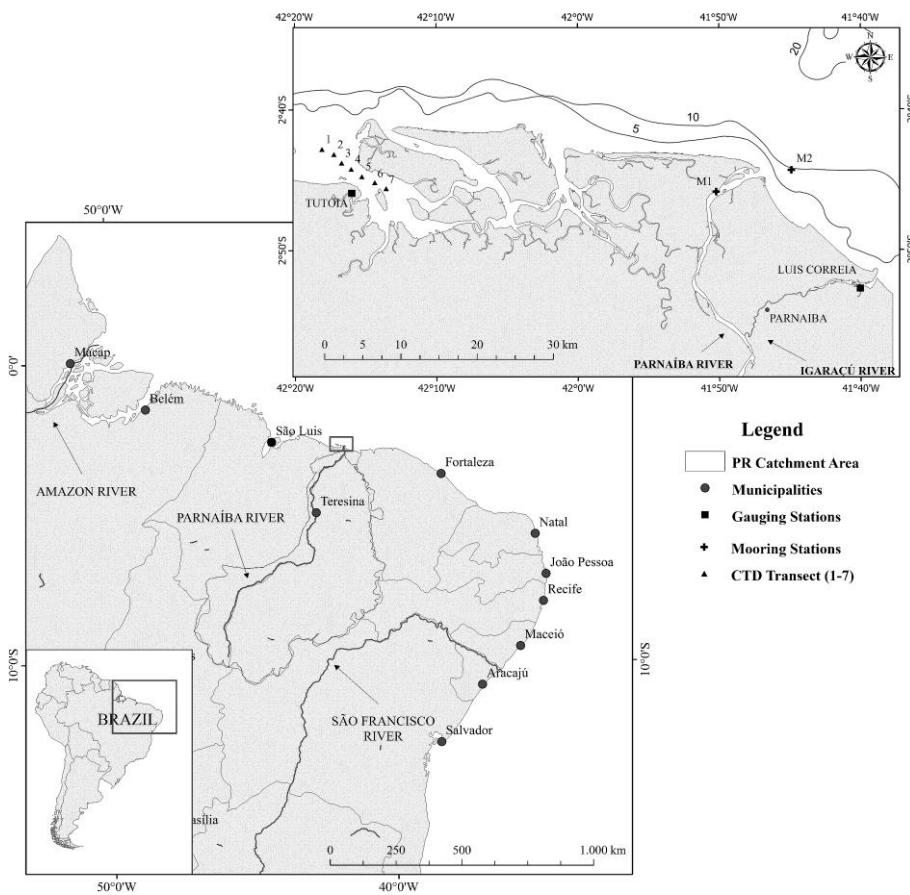 42°20'W
42°10'W
42°0'W
41°50'W
41°40'W
20
N
W
E
S
2°40'S
2°40'S
10
5
1
2
3
4
5
6
7
M2
M1
TUTÓIA
2°50'S
2°50'S
LUIS CORREIA
PARNAIBA
0
10
20
30 km
PARNAÍBA RIVER
IGARAÇÚ RIVER
42°20'W
42°10'W
42°0'W
41°50'W
41°40'W
50°0'W
Macap
0°0'
Belém
São Luis
Fortaleza
AMAZON RIVER
Teresina
PARNAÍBA RIVER
Natal
João Pessoa
Recife
Maceió
10°0'S
s
10°0'S
Aracajú
SÃO FRANCISCO
RIVER
Salvador
BRAZIL
asília
0
250
500
1.000 km
50°0'W
40°0'W
Legend
PR Catchment Area
Municipalities
Gauging Stations
Mooring Stations
CTD Transect (1-7)